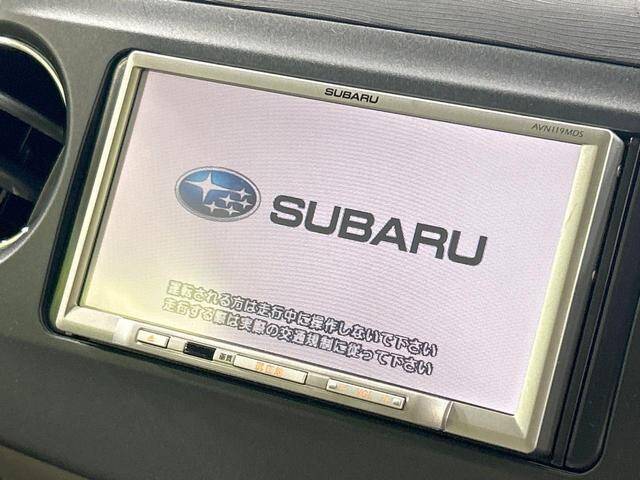 SUBARU
AVN119MDS
SUBARU
運転される方は走行中に操作しないで下さい
走行する際は実際の交通規制に従って下さい